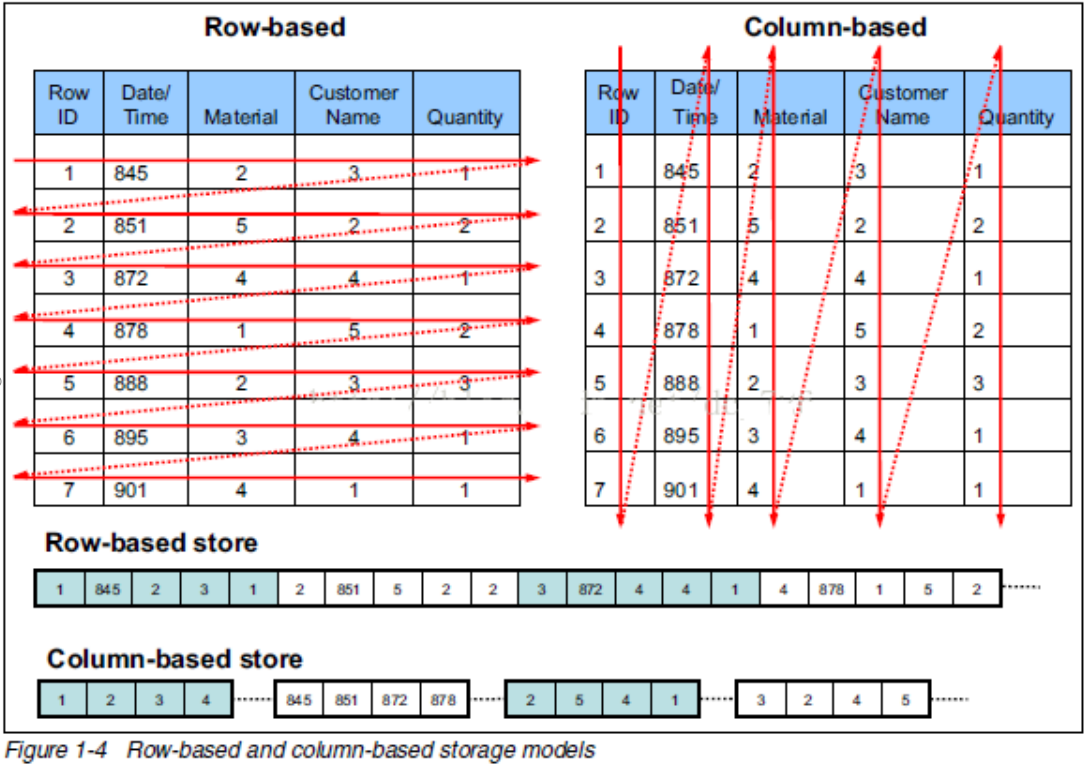 Row-based
Row ID Date/ Time Material Customer Name Quantity
1 845 2 3 1
2 851 5 2 2
3 872 4 4 1
4 878 1 5 2
5 888 2 3 3
6 895 3 4 1
7 901 4 1 1
Column-based
Row ID Date/ Time Material Customer Name Quantity
1 845 2 3 1
2 851 5 2 2
3 872 4 4 1
4 878 1 5 2
5 888 2 3 3
6 895 3 4 1
7 901 4 1 1
Row-based store
1 845 2 3 1 2 851 5 2 2 3 872 4 4 1 4 878 1 5 2
Column-based store
1 2 3 4 845 851 872 878 2 5 4 1 3 2 4 5
Figure 1-4 Row-based and column-based storage models